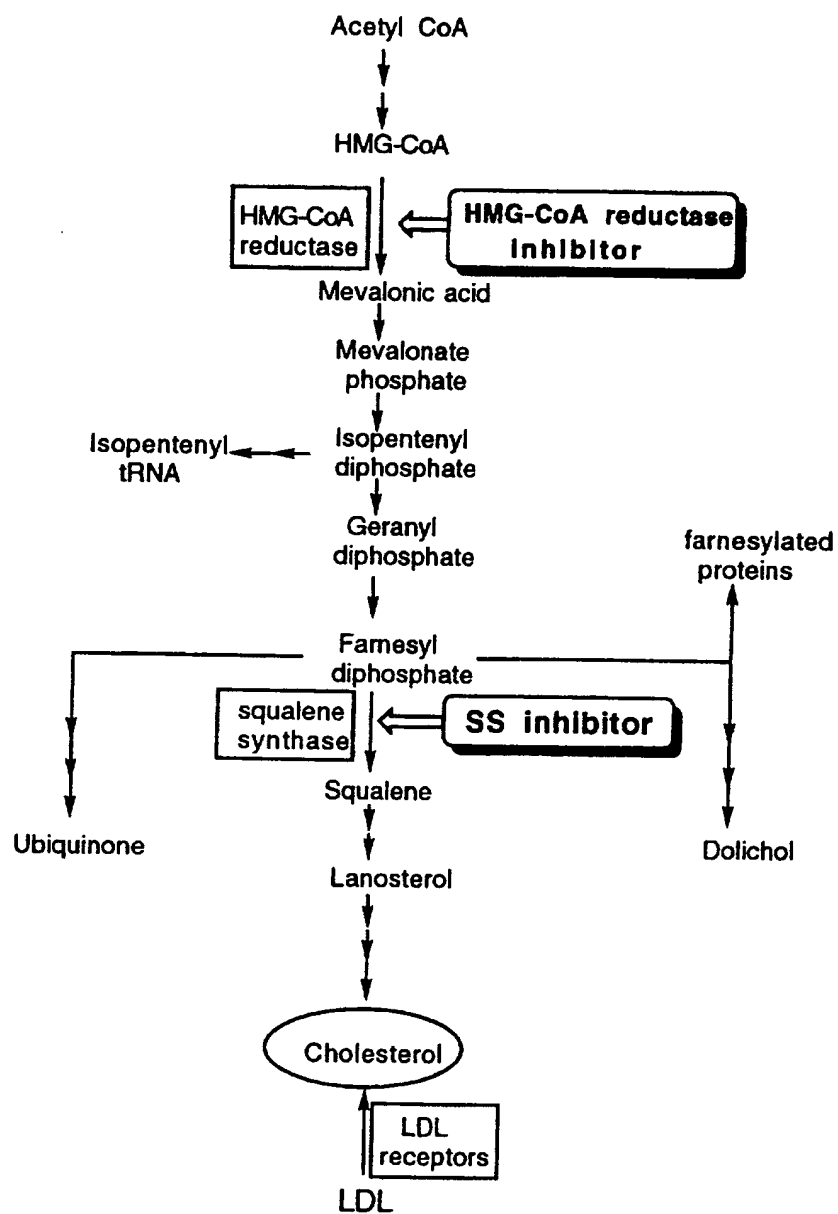 Acetyl CoA
HMG-CoA
HMG-CoA
reductase
HMG-CoA reductase
inhibitor
Mevalonic acid
Mevalonate
phosphate
Isopentenyl
tRNA
Isopentenyl
diphosphate
Geranyl
diphosphate
farnesylated
proteins
Farnesyl
diphosphate
squalene
synthase
SS inhibitor
Squalene
Ubiquinone
Dolichol
Lanosterol
Cholesterol
LDL
receptors
LDL